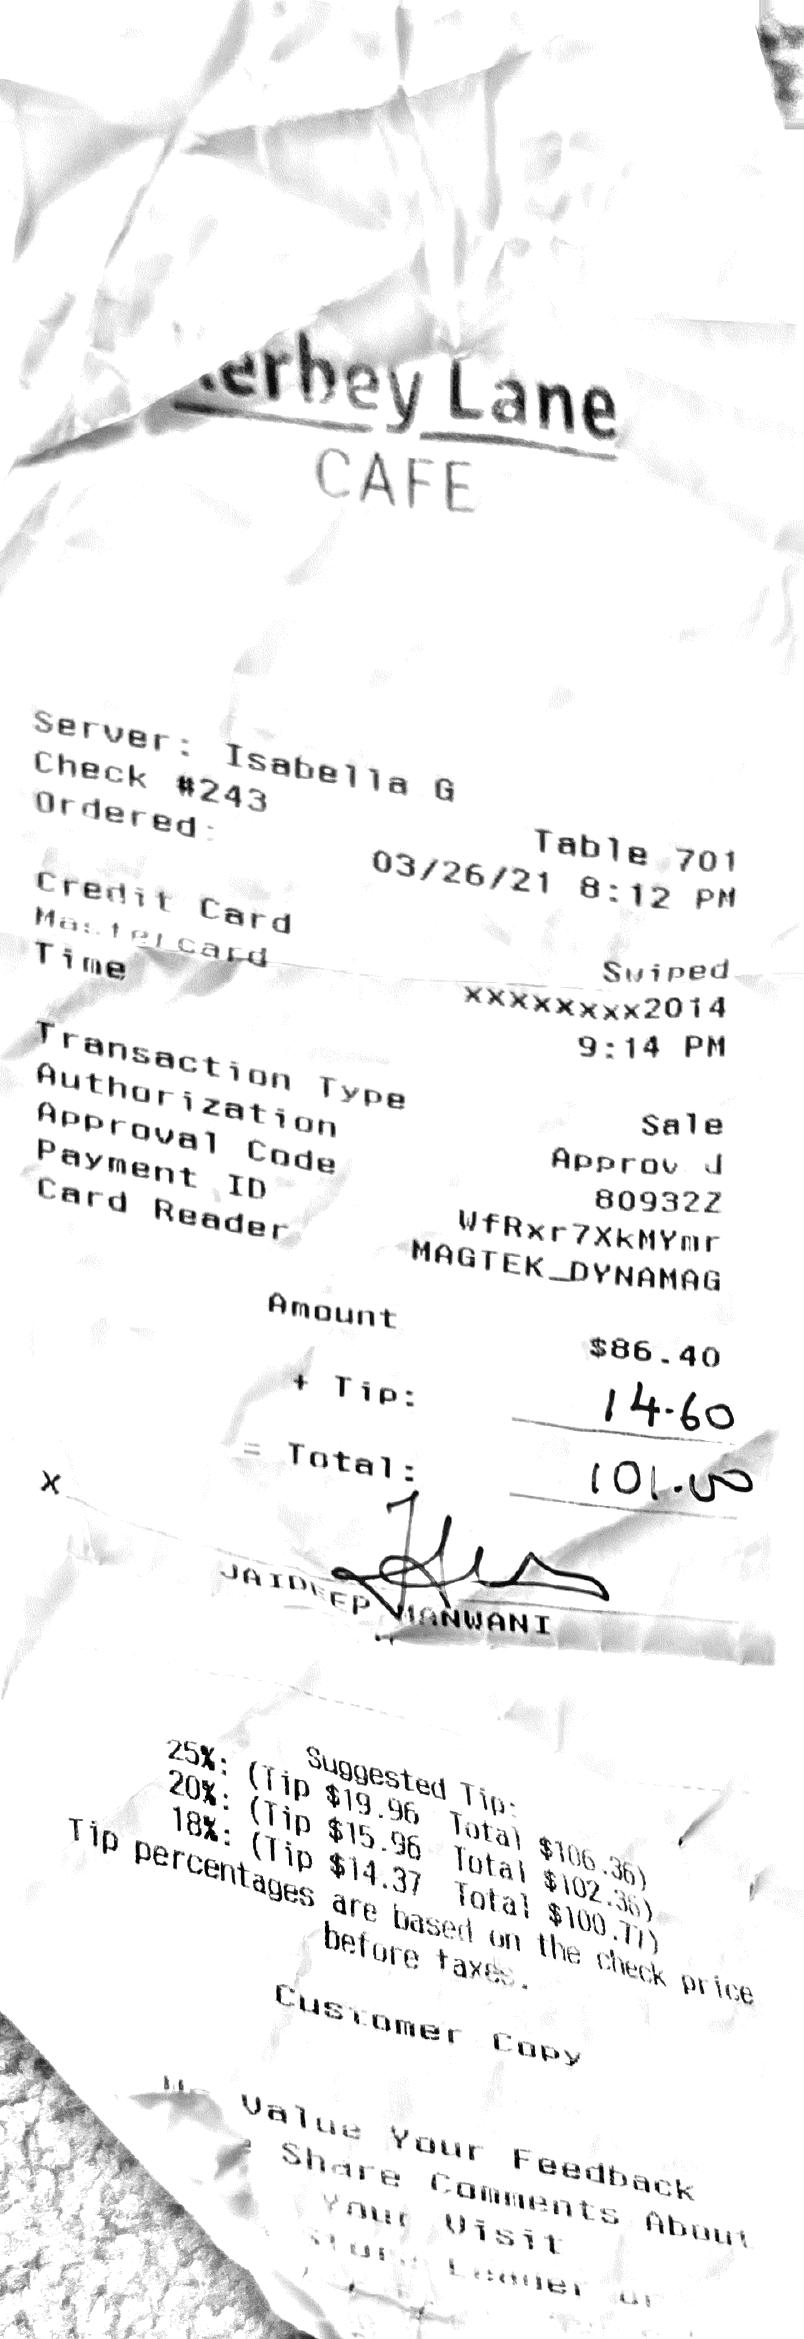 erbey Lane
CAFE
Server: Isabella G
Check #243 Table 701
Ordered: 03/26/21 8:12 PM
Credit Card Swiped
Mastercard xxxxxxxx2014
Time 9:14 PM
Transaction Type Sale
Authorization Approv d
Approval Code 80932Z
Payment ID WfRxr7XkMYmr
Card Reader MAGTEK_DYNAMAG
Amount $86.40
+ Tip: 14.60
= Total: 101.00
X
JAIDEEP MANWANI
Suggested Tip:
25%: (Tip $19.96 Total $106.36)
20%: (Tip $15.96 Total $102.36)
18%: (Tip $14.37 Total $100.77)
Tip percentages are based on the check price
before taxes.
Customer Copy
Value Your Feedback
Share Comments About
Your Visit